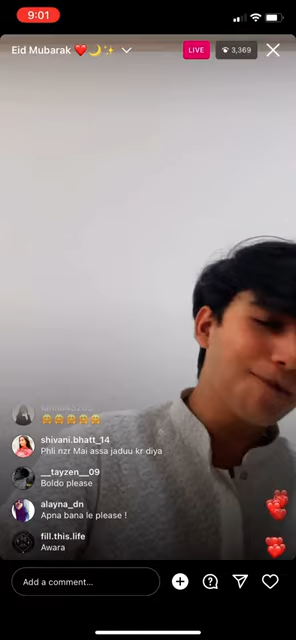 9:01
Eid Mubarak ❤️🌙✨
LIVE
3,369
🤗🤗🤗🤗🤗
shivani.bhatt_14
Phli nzr Mai assa jaduu kr diya
__tayzen__09
Boldo please
alayna_dn
Apna bana le please !
fill.this.life
Awara
Add a comment...